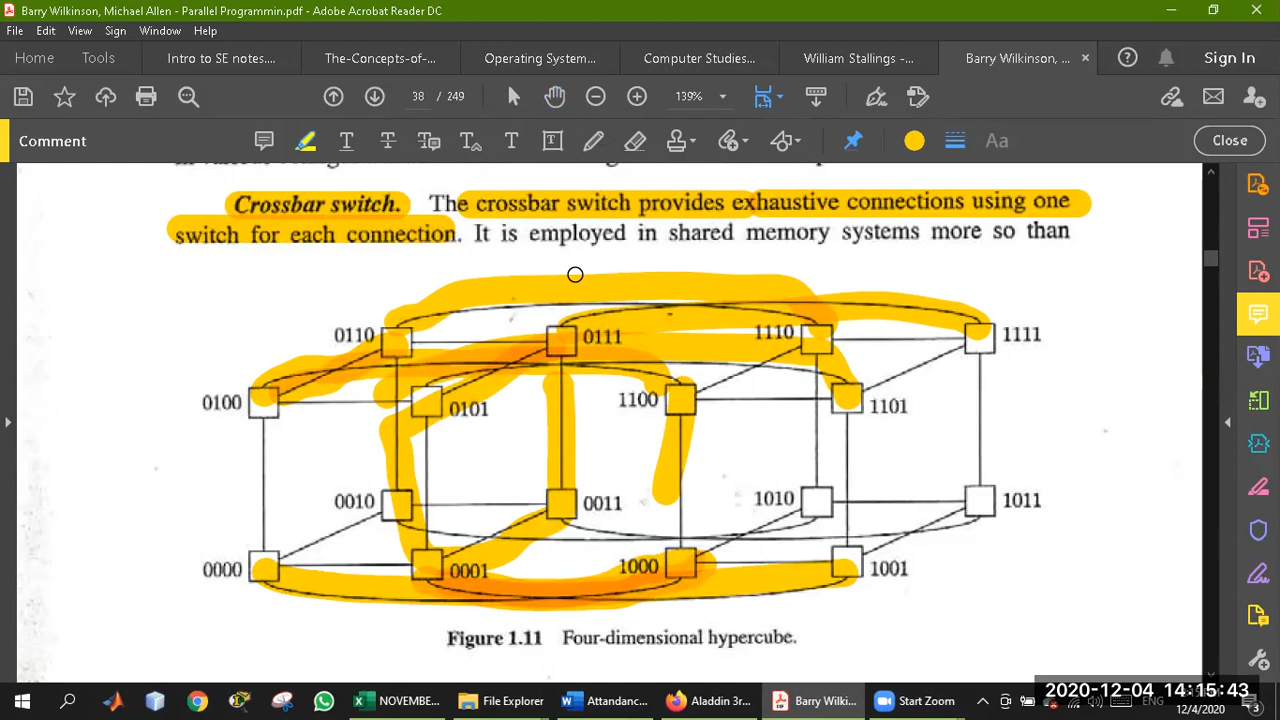 Barry Wilkinson, Michael Allen - Parallel Programmin.pdf - Adobe Acrobat Reader DC
File Edit View Sign Window Help
Home Tools Intro to SE notes.... The-Concepts-of-... Operating System... Computer Studies... William Stallings -... Barry Wilkinson, ... × Sign In
38 / 249 139%
Comment Close
Crossbar switch. The crossbar switch provides exhaustive connections using one
switch for each connection. It is employed in shared memory systems more so than
0110 0111 1110 1111
0100 0101 1100 1101
0010 0011 1010 1011
0000 0001 1000 1001
Figure 1.11 Four-dimensional hypercube.
NOVEMBE... File Explorer Attandanc... Aladdin 3r... Barry Wilki... Start Zoom ENG
2020-12-04 14:15:43
12/4/2020